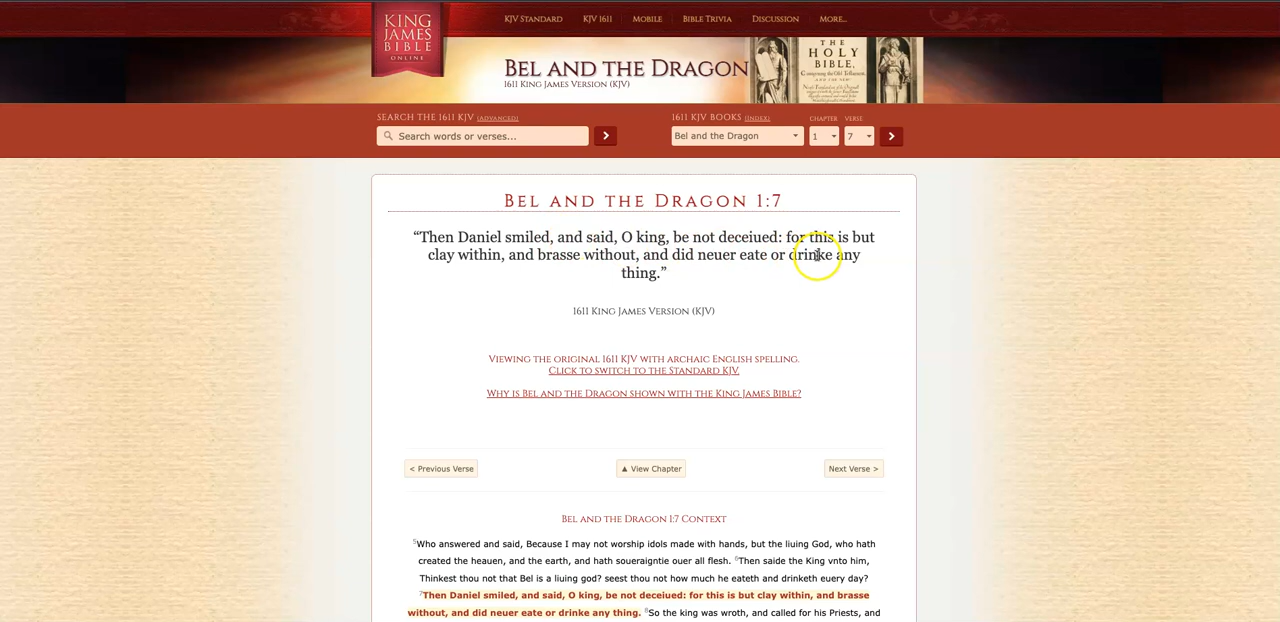 KJV STANDARD KJV 1611 MOBILE BIBLE TRIVIA DISCUSSION MORE...
KING
JAMES
BIBLE
ONLINE
BEL AND THE DRAGON
1611 KING JAMES VERSION (KJV)
THE
HOLY
BIBLE,
SEARCH THE 1611 KJV [ADVANCED]
1611 KJV BOOKS [INDEX] CHAPTER VERSE
Search words or verses...
Bel and the Dragon 1 7
BEL AND THE DRAGON 1:7
“Then Daniel smiled, and said, O king, be not deceiued: for this is but
clay within, and brasse without, and did neuer eate or drinke any
thing.”
1611 KING JAMES VERSION (KJV)
VIEWING THE ORIGINAL 1611 KJV WITH ARCHAIC ENGLISH SPELLING.
CLICK TO SWITCH TO THE STANDARD KJV.
WHY IS BEL AND THE DRAGON SHOWN WITH THE KING JAMES BIBLE?
< Previous Verse ▲ View Chapter Next Verse >
BEL AND THE DRAGON 1:7 CONTEXT
5Who answered and said, Because I may not worship idols made with hands, but the liuing God, who hath
created the heauen, and the earth, and hath soueraigntie ouer all flesh. 6Then saide the King vnto him,
Thinkest thou not that Bel is a liuing god? seest thou not how much he eateth and drinketh euery day?
7Then Daniel smiled, and said, O king, be not deceiued: for this is but clay within, and brasse
without, and did neuer eate or drinke any thing. 8So the king was wroth, and called for his Priests, and